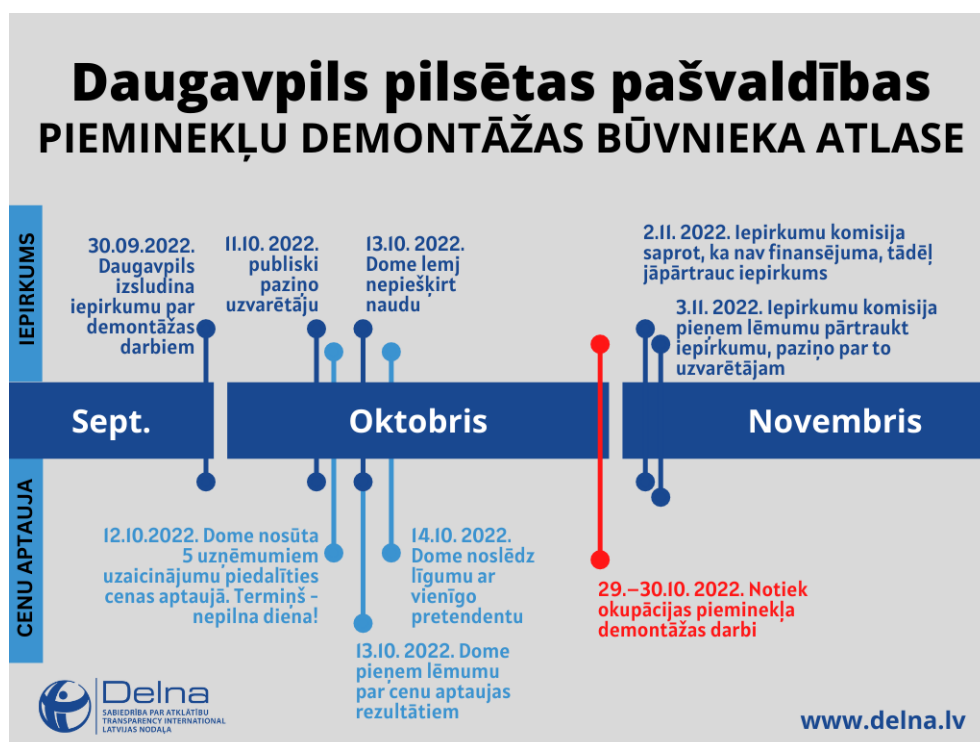 Daugavpils pilsētas pašvaldības
PIEMINEKĻU DEMONTĀŽAS BŪVNIEKA ATLASE
IEPIRKUMS
30.09.2022.
Daugavpils
izsludina
iepirkumu par
demontāžas
darbiem
11.10. 2022.
publiski
paziņo
uzvarētāju
13.10. 2022.
Dome lemj
nepiešķirt
naudu
2.11. 2022. Iepirkumu komisija
saprot, ka nav finansējuma, tādēļ
jāpārtrauc iepirkums
3.11. 2022. Iepirkumu komisija
pieņem lēmumu pārtraukt
iepirkumu, paziņo par to
uzvarētājam
Sept.
Oktobris
Novembris
CENU APTAUJA
12.10.2022. Dome nosūta
5 uzņēmumiem
uzaicinājumu piedalīties
cenas aptaujā. Termiņš -
nepilna diena!
14.10. 2022.
Dome noslēdz
līgumu ar
vienīgo
pretendentu
13.10. 2022. Dome
pieņem lēmumu
par cenu aptaujas
rezultātiem
29.–30.10. 2022. Notiek
okupācijas pieminekļa
demontāžas darbi
Delna
SABIEDRĪBA PAR ATKLĀTĪBU
TRANSPARENCY INTERNATIONAL
LATVIJAS NODAĻA
www.delna.lv